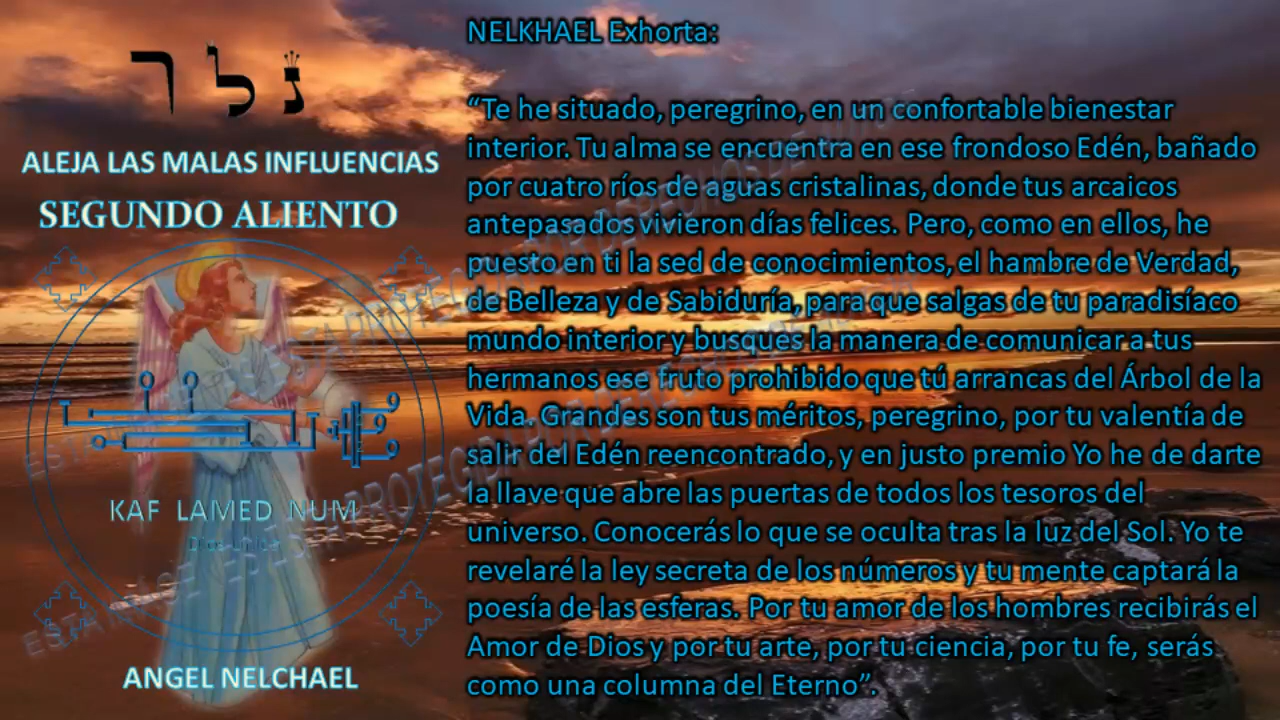 נלך
ALEJA LAS MALAS INFLUENCIAS
SEGUNDO ALIENTO
KAF LAMED NUM
ANGEL NELCHAEL
NELKHAEL Exhorta:
“Te he situado, peregrino, en un confortable bienestar
interior. Tu alma se encuentra en ese frondoso Edén, bañado
por cuatro ríos de aguas cristalinas, donde tus arcaicos
antepasados vivieron días felices. Pero, como en ellos, he
puesto en ti la sed de conocimientos, el hambre de Verdad,
de Belleza y de Sabiduría, para que salgas de tu paradisíaco
mundo interior y busques la manera de comunicar a tus
hermanos ese fruto prohibido que tú arrancas del Árbol de la
Vida. Grandes son tus méritos, peregrino, por tu valentía de
salir del Edén reencontrado, y en justo premio Yo he de darte
la llave que abre las puertas de todos los tesoros del
universo. Conocerás lo que se oculta tras la luz del Sol. Yo te
revelaré la ley secreta de los números y tu mente captará la
poesía de las esferas. Por tu amor de los hombres recibirás el
Amor de Dios y por tu arte, por tu ciencia, por tu fe, serás
como una columna del Eterno”.